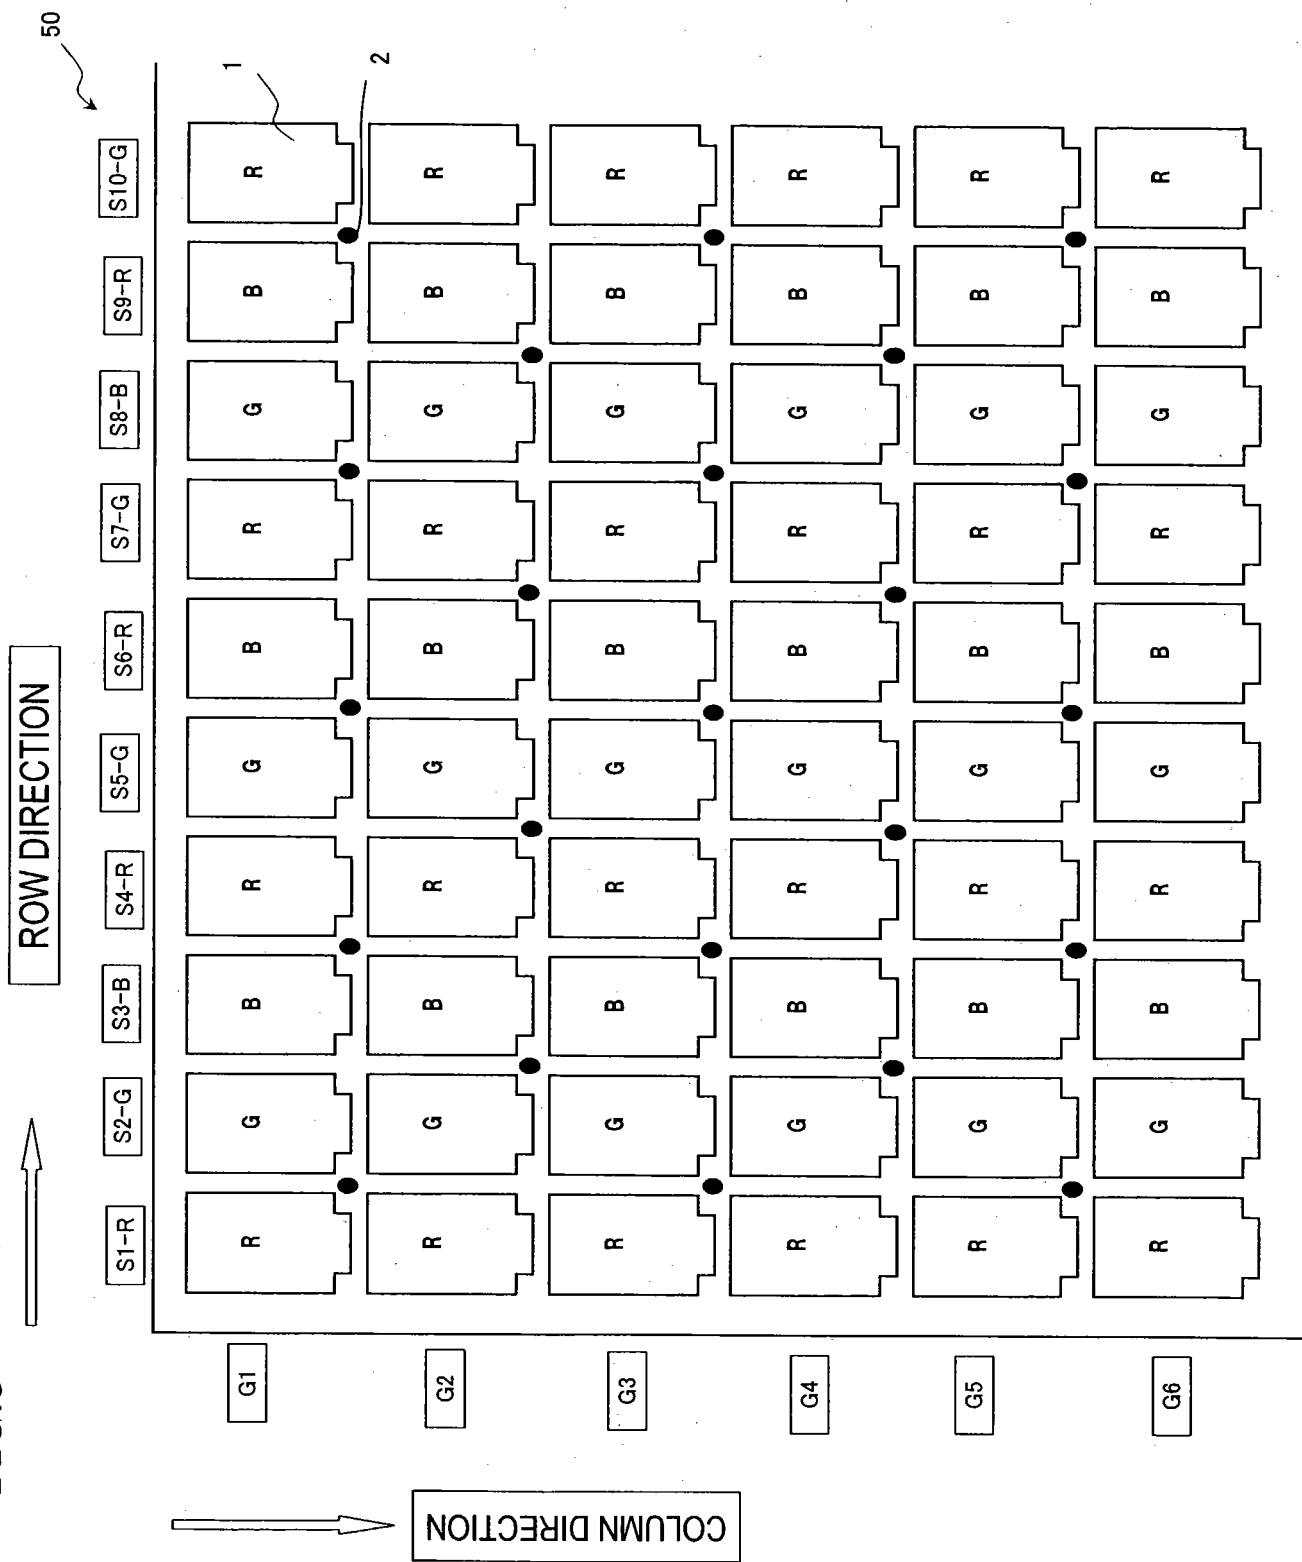 ROW DIRECTION
50
S1-R S2-G S3-B S4-R S5-G S6-R S7-G S8-B S9-R S10-G
1
G1 R G B R G B R G B R
2
G2 R G B R G B R G B R
G3 R G B R G B R G B R
G4 R G B R G B R G B R
G5 R G B R G B R G B R
G6 R G B R G B R G B R
COLUMN DIRECTION